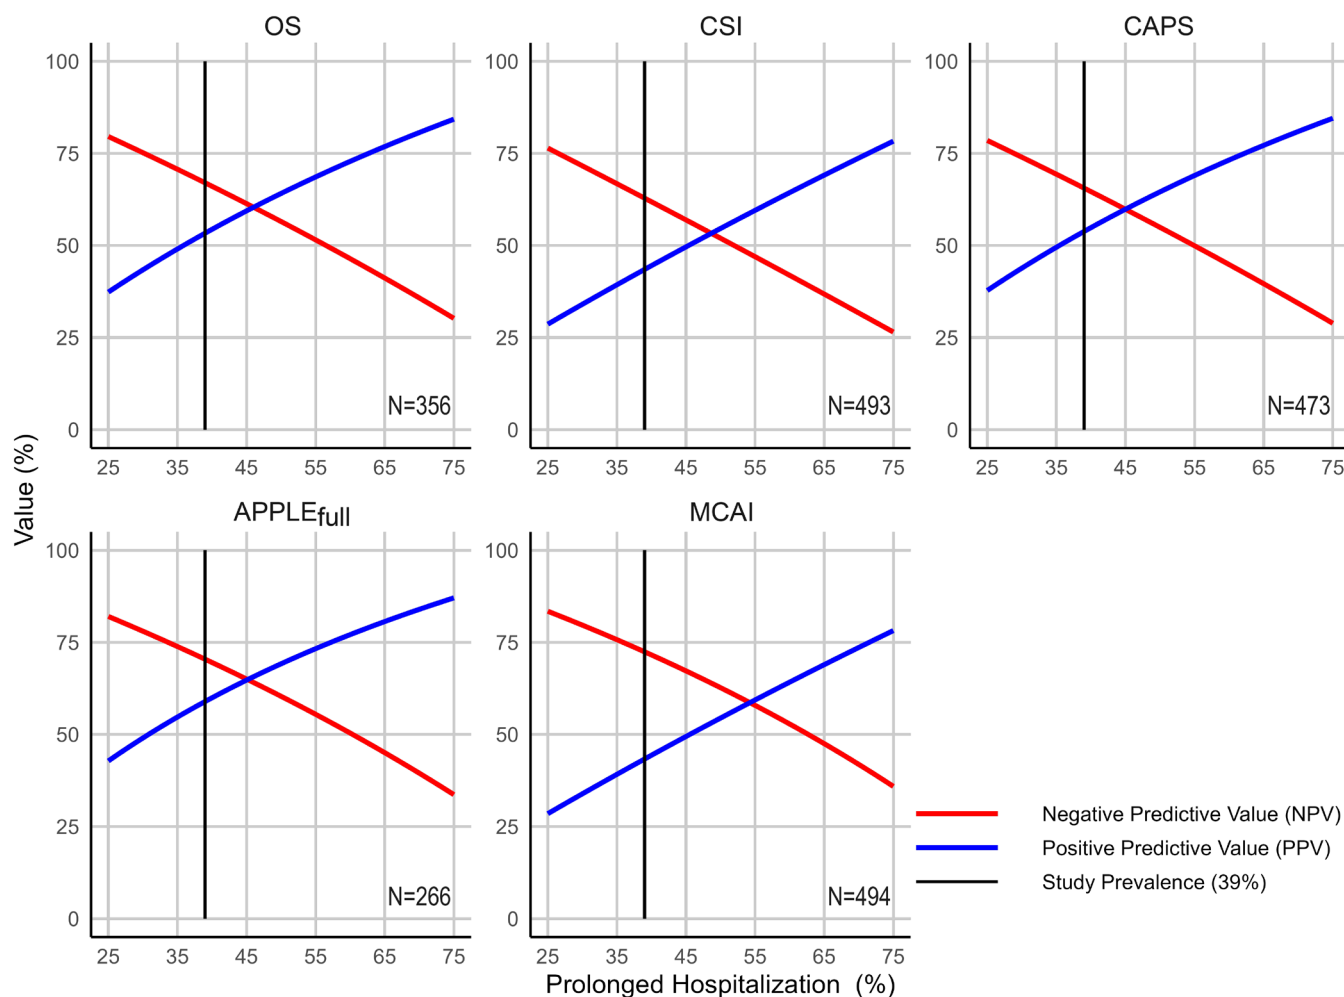 OS
CSI
CAPS
100
75
50
25
0
N=356
25 35 45 55 65 75
100
75
50
25
0
N=493
25 35 45 55 65 75
100
75
50
25
0
N=473
25 35 45 55 65 75
Value (%)
APPLEfull
MCAI
100
75
50
25
0
N=266
25 35 45 55 65 75
100
75
50
25
0
N=494
25 35 45 55 65 75
Prolonged Hospitalization (%)
Negative Predictive Value (NPV)
Positive Predictive Value (PPV)
Study Prevalence (39%)